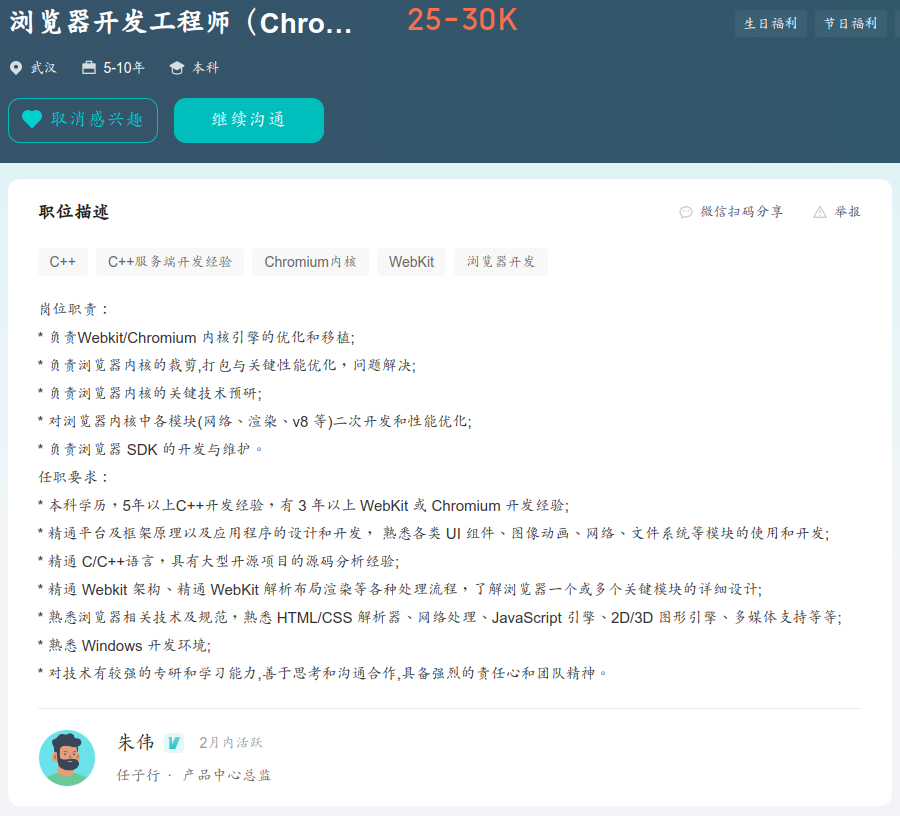 浏览器开发工程师（Chro...
25-30K
生日福利
节日福利
武汉
5-10年
本科
取消感兴趣
继续沟通
职位描述
微信扫码分享
举报
C++
C++服务端开发经验
Chromium内核
WebKit
浏览器开发
岗位职责：
* 负责Webkit/Chromium 内核引擎的优化和移植;
* 负责浏览器内核的裁剪,打包与关键性能优化，问题解决;
* 负责浏览器内核的关键技术预研;
* 对浏览器内核中各模块(网络、渲染、v8 等)二次开发和性能优化;
* 负责浏览器 SDK 的开发与维护。
任职要求：
* 本科学历，5年以上C++开发经验，有 3 年以上 WebKit 或 Chromium 开发经验;
* 精通平台及框架原理以及应用程序的设计和开发， 熟悉各类 UI 组件、图像动画、网络、文件系统等模块的使用和开发;
* 精通 C/C++语言，具有大型开源项目的源码分析经验;
* 精通 Webkit 架构、精通 WebKit 解析布局渲染等各种处理流程，了解浏览器一个或多个关键模块的详细设计;
* 熟悉浏览器相关技术及规范，熟悉 HTML/CSS 解析器、网络处理、JavaScript 引擎、2D/3D 图形引擎、多媒体支持等等;
* 熟悉 Windows 开发环境;
* 对技术有较强的专研和学习能力,善于思考和沟通合作,具备强烈的责任心和团队精神。
朱伟
2月内活跃
任子行 · 产品中心总监